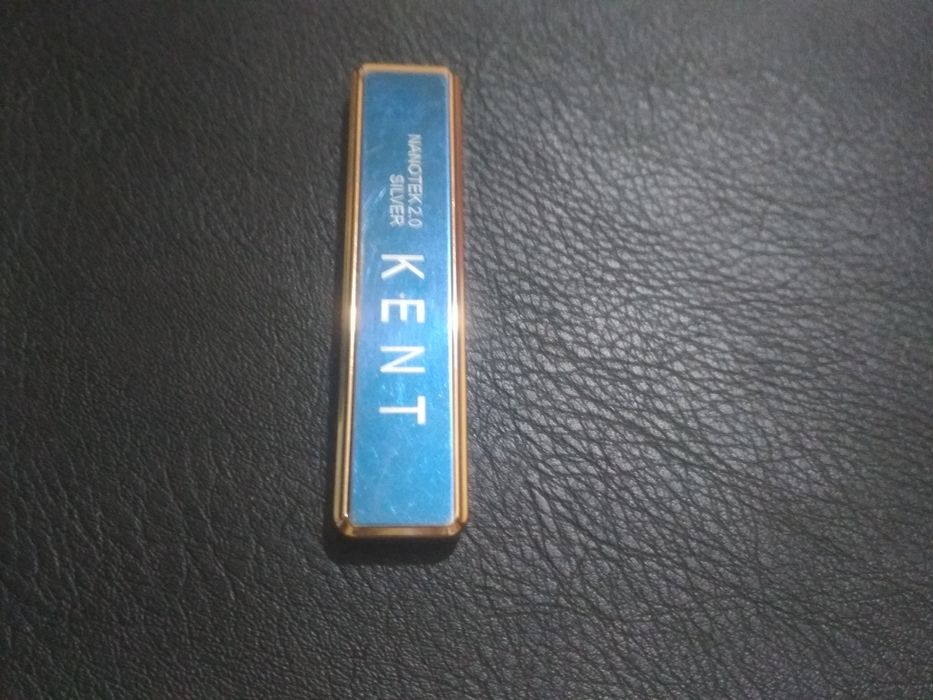 NANOTEK 2.0
SILVER
KENT